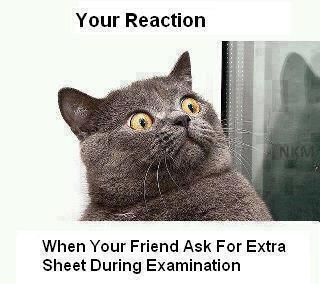 Your Reaction
NKM
When Your Friend Ask For Extra
Sheet During Examination